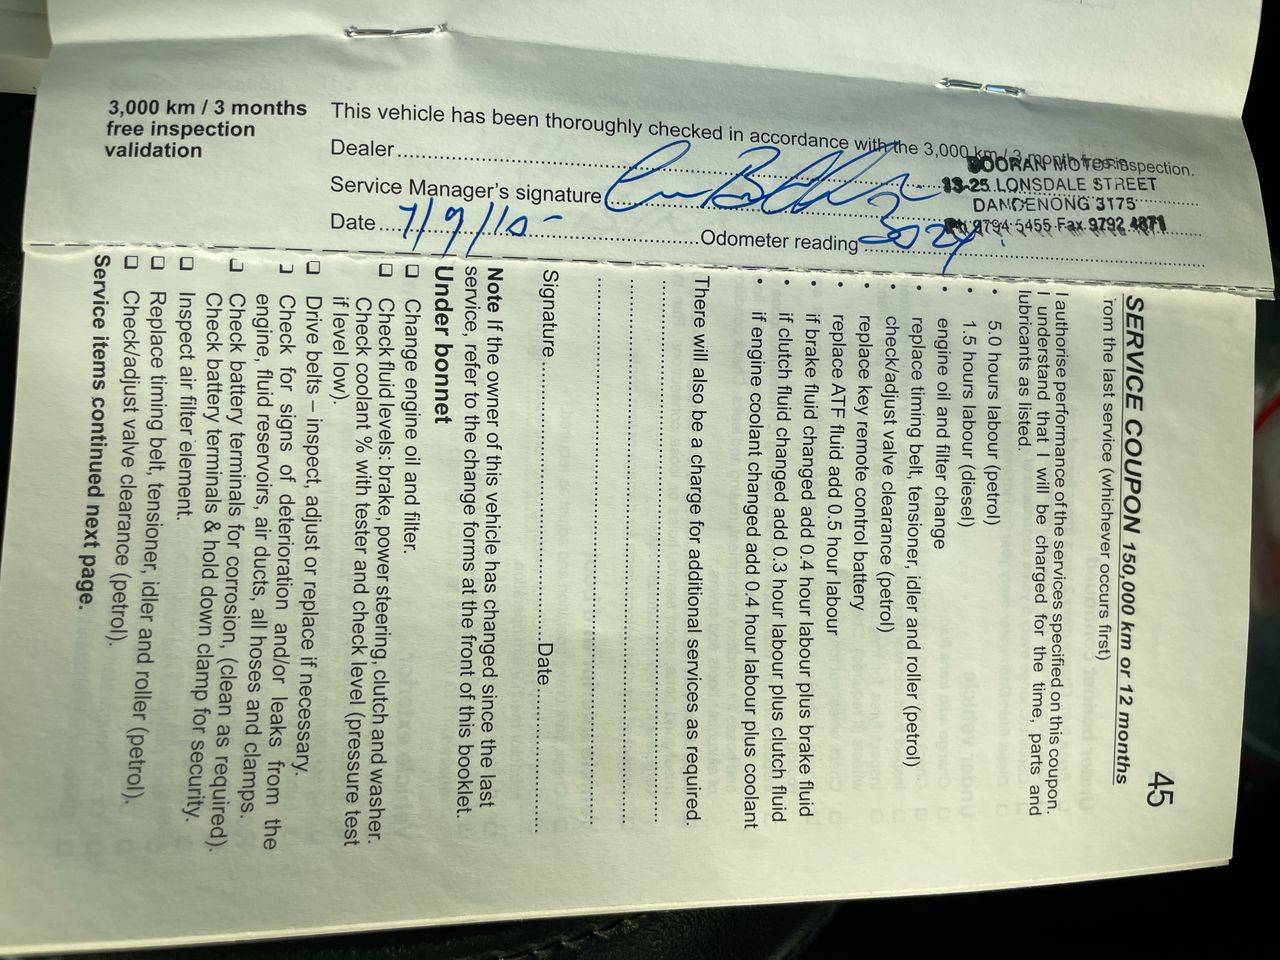 3,000 km / 3 months
free inspection
validation
This vehicle has been thoroughly checked in accordance with the 3,000 km / 3 month free inspection.
Dealer
BOORAN MOTORS
13-25 LONSDALE STREET
DANDENONG 3175
Ph 9794 5455 Fax 9792 4871
Service Manager's signature
Date 7/9/10 Odometer reading 3024
45
SERVICE COUPON 150,000 km or 12 months
from the last service (whichever occurs first)
I authorise performance of the services specified on this coupon.
I understand that I will be charged for the time, parts and
lubricants as listed.
• 5.0 hours labour (petrol)
• 1.5 hours labour (diesel)
• engine oil and filter change
• replace timing belt, tensioner, idler and roller (petrol)
• check/adjust valve clearance (petrol)
• replace key remote control battery
• replace ATF fluid add 0.5 hour labour
• if brake fluid changed add 0.4 hour labour plus brake fluid
• if clutch fluid changed add 0.3 hour labour plus clutch fluid
• if engine coolant changed add 0.4 hour labour plus coolant
There will also be a charge for additional services as required.
Signature Date
Note If the owner of this vehicle has changed since the last
service, refer to the change forms at the front of this booklet.
Under bonnet
☐ Change engine oil and filter.
☐ Check fluid levels: brake, power steering, clutch and washer.
Check coolant % with tester and check level (pressure test
if level low).
☐ Drive belts – inspect, adjust or replace if necessary.
☐ Check for signs of deterioration and/or leaks from the
engine, fluid reservoirs, air ducts, all hoses and clamps.
☐ Check battery terminals for corrosion, (clean as required).
Check battery terminals & hold down clamp for security.
☐ Inspect air filter element.
☐ Replace timing belt, tensioner, idler and roller (petrol).
☐ Check/adjust valve clearance (petrol).
Service items continued next page.